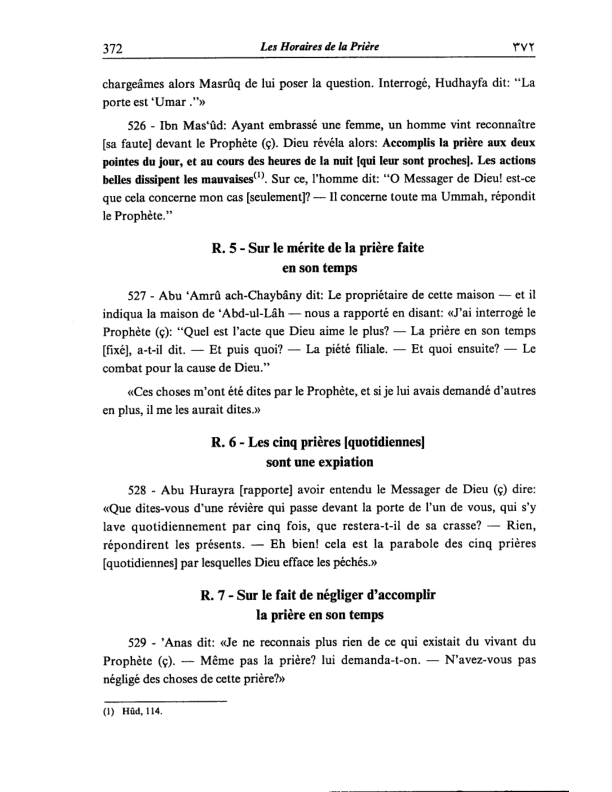 372 Les Horaires de la Prière ٣٧٢
chargeâmes alors Masrûq de lui poser la question. Interrogé, Hudhayfa dit: “La
porte est ‘Umar .”»
526 - Ibn Mas‘ûd: Ayant embrassé une femme, un homme vint reconnaître
[sa faute] devant le Prophète (ç). Dieu révéla alors: Accomplis la prière aux deux
pointes du jour, et au cours des heures de la nuit [qui leur sont proches]. Les actions
belles dissipent les mauvaises(1). Sur ce, l’homme dit: “O Messager de Dieu! est-ce
que cela concerne mon cas [seulement]? — Il concerne toute ma Ummah, répondit
le Prophète.”
R. 5 - Sur le mérite de la prière faite
en son temps
527 - Abu ‘Amrû ach-Chaybâny dit: Le propriétaire de cette maison — et il
indiqua la maison de ‘Abd-ul-Lâh — nous a rapporté en disant: «J’ai interrogé le
Prophète (ç): “Quel est l’acte que Dieu aime le plus? — La prière en son temps
[fixé], a-t-il dit. — Et puis quoi? — La piété filiale. — Et quoi ensuite? — Le
combat pour la cause de Dieu.”
«Ces choses m’ont été dites par le Prophète, et si je lui avais demandé d’autres
en plus, il me les aurait dites.»
R. 6 - Les cinq prières [quotidiennes]
sont une expiation
528 - Abu Hurayra [rapporte] avoir entendu le Messager de Dieu (ç) dire:
«Que dites-vous d’une révière qui passe devant la porte de l’un de vous, qui s’y
lave quotidiennement par cinq fois, que restera-t-il de sa crasse? — Rien,
répondirent les présents. — Eh bien! cela est la parabole des cinq prières
[quotidiennes] par lesquelles Dieu efface les péchés.»
R. 7 - Sur le fait de négliger d’accomplir
la prière en son temps
529 - ’Anas dit: «Je ne reconnais plus rien de ce qui existait du vivant du
Prophète (ç). — Même pas la prière? lui demanda-t-on. — N’avez-vous pas
négligé des choses de cette prière?»
(1) Hûd, 114.